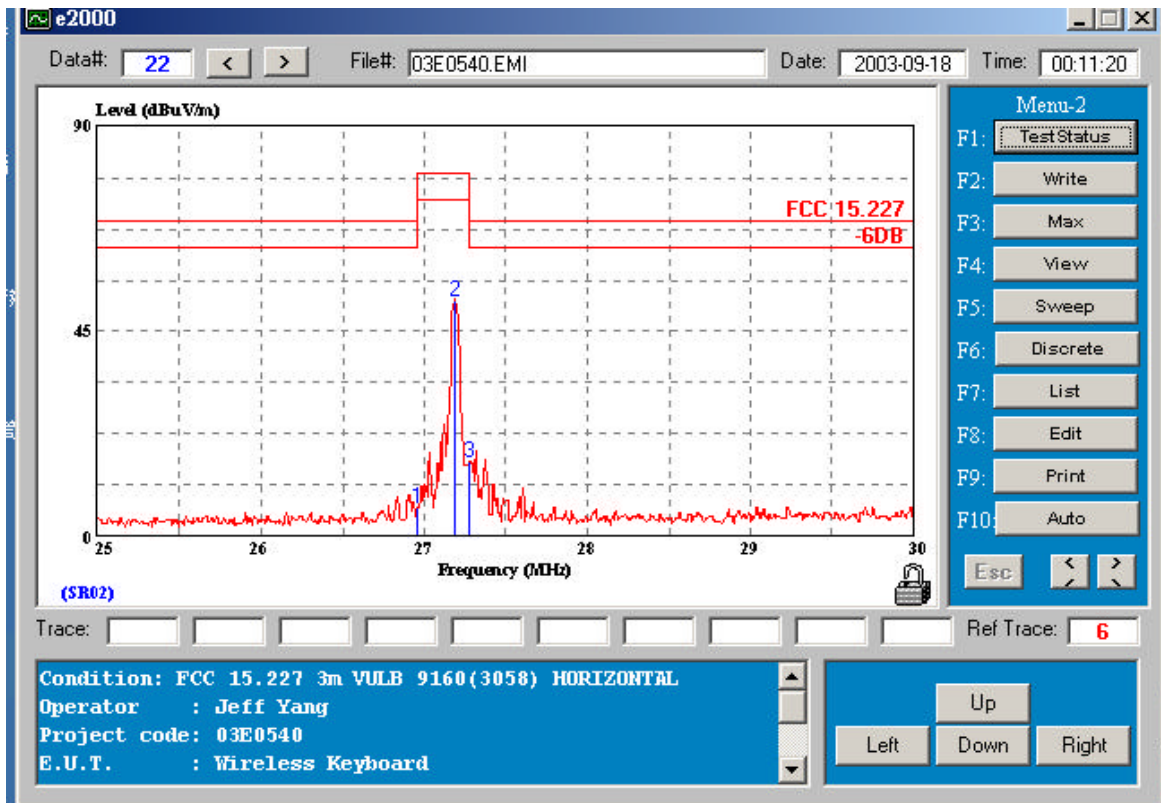 e2000
Data#: 22 < > File#: 03E0540.EMI Date: 2003-09-18 Time: 00:11:20
Level (dBuV/m)
90
45
0
FCC 15.227
-6DB
1
2
3
25 26 27 28 29 30
Frequency (MHz)
(SR02)
Menu-2
F1: TestStatus
F2: Write
F3: Max
F4: View
F5: Sweep
F6: Discrete
F7: List
F8: Edit
F9: Print
F10: Auto
Esc
Trace: Ref Trace: 6
Condition: FCC 15.227 3m VULB 9160(3058) HORIZONTAL
Operator : Jeff Yang
Project code: 03E0540
E.U.T. : Wireless Keyboard
Up
Left Down Right